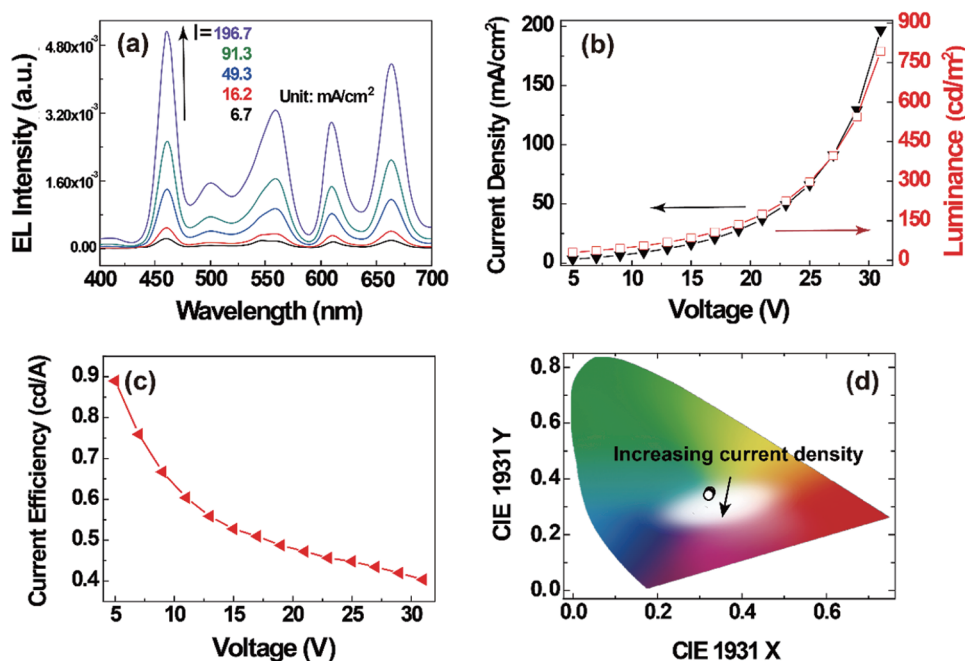 (a)
I= 196.7
91.3
49.3
16.2
6.7
Unit: mA/cm²
EL Intensity (a.u.)
4.80x10⁻³
3.20x10⁻³
1.60x10⁻³
0.00
400 450 500 550 600 650 700
Wavelength (nm)
(b)
Current Density (mA/cm²)
200
150
100
50
0
Luminance (cd/m²)
900
750
600
450
300
150
0
5 10 15 20 25 30
Voltage (V)
(c)
Current Efficiency (cd/A)
0.9
0.8
0.7
0.6
0.5
0.4
5 10 15 20 25 30
Voltage (V)
(d)
CIE 1931 Y
0.8
0.6
0.4
0.2
0.0
Increasing current density
0.0 0.2 0.4 0.6
CIE 1931 X